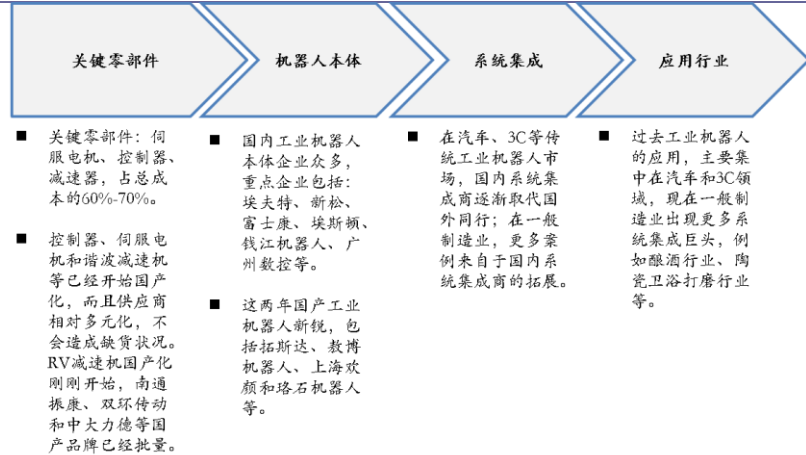 关键零部件
机器人本体
系统集成
应用行业
■ 关键零部件：伺
服电机、控制器、
减速器，占总成
本的60%-70%。
■ 控制器、伺服电
机和谐波减速机
等已经开始国产
化，而且供应商
相对多元化，不
会造成缺货状况。
RV减速机国产化
刚刚开始，南通
振康、双环传动
和中大力德等国
产品牌已经批量。
■ 国内工业机器人
本体企业众多，
重点企业包括：
埃夫特、新松、
富士康、埃斯顿、
钱江机器人、广
州数控等。
■ 这两年国产工业
机器人新锐，包
括拓斯达、敖博
机器人、上海欢
颜和珞石机器人
等。
■ 在汽车、3C等传
统工业机器人市
场，国内系统集
成商逐渐取代国
外同行；在一般
制造业，更多案
例来自于国内系
统集成商的拓展。
■ 过去工业机器人
的应用，主要集
中在汽车和3C领
域，现在一般制
造业出现更多系
统集成巨头，例
如酿酒行业、陶
瓷卫浴打磨行业
等。